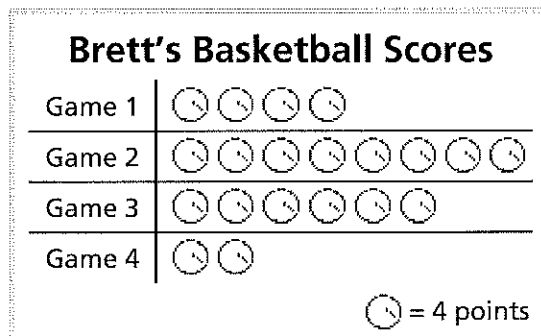 Brett's Basketball Scores
Game 1
Game 2
Game 3
Game 4
= 4 points